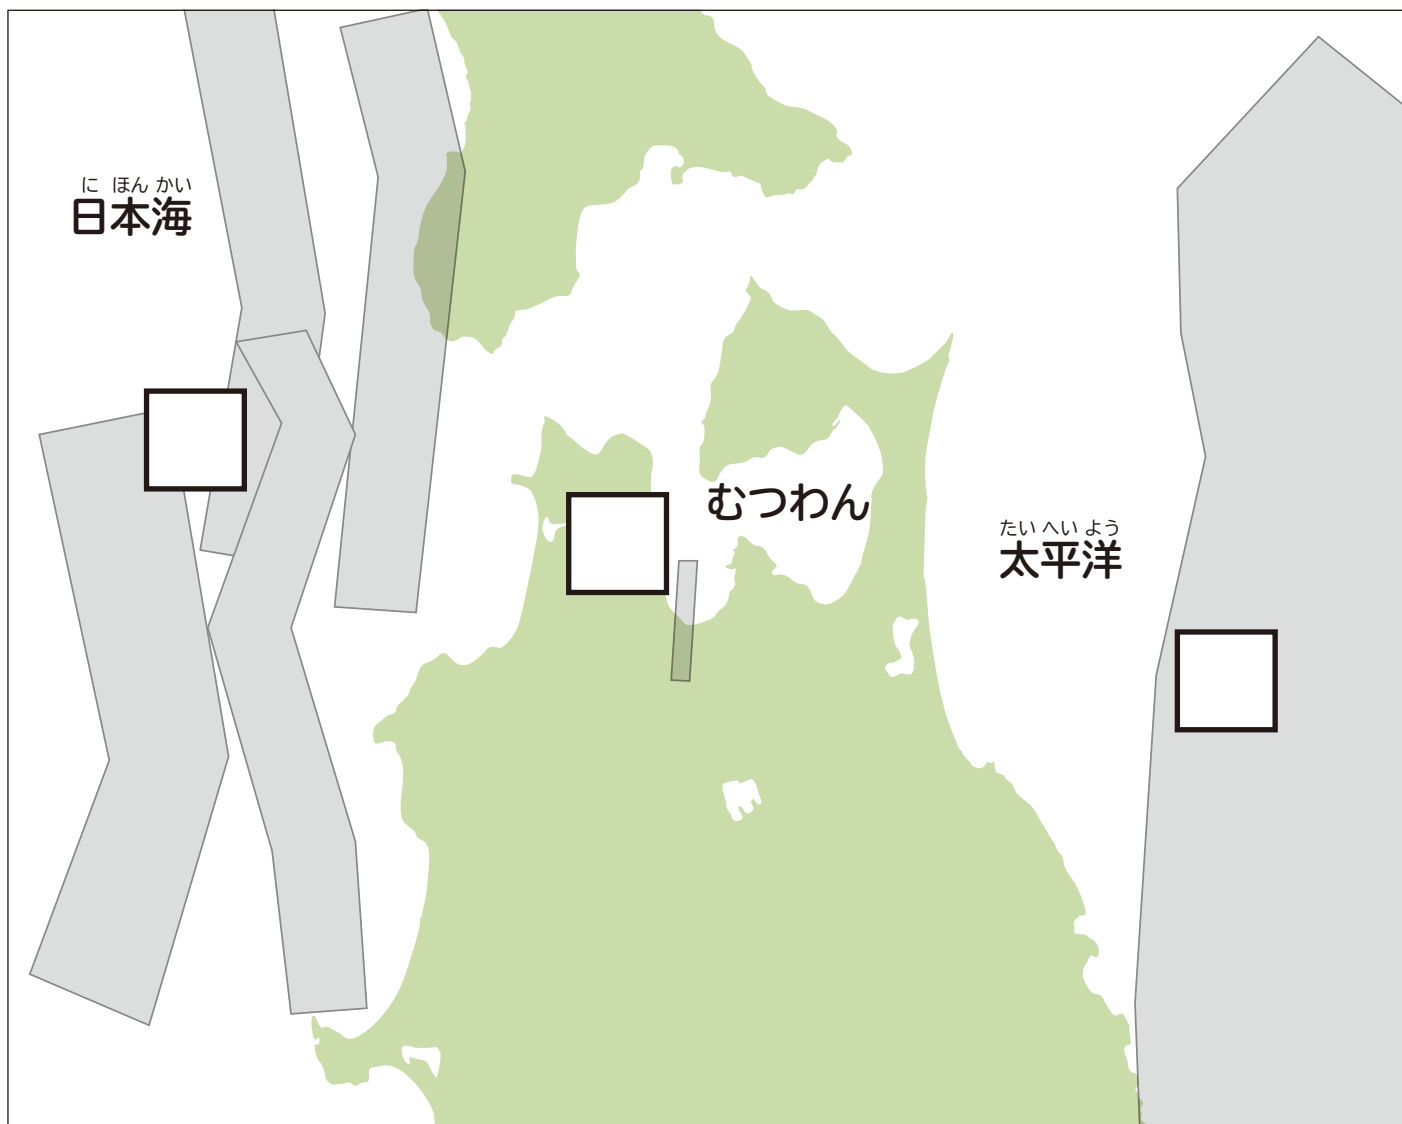 に ほん かい
日本海
むつわん
たい へい よう
太平洋